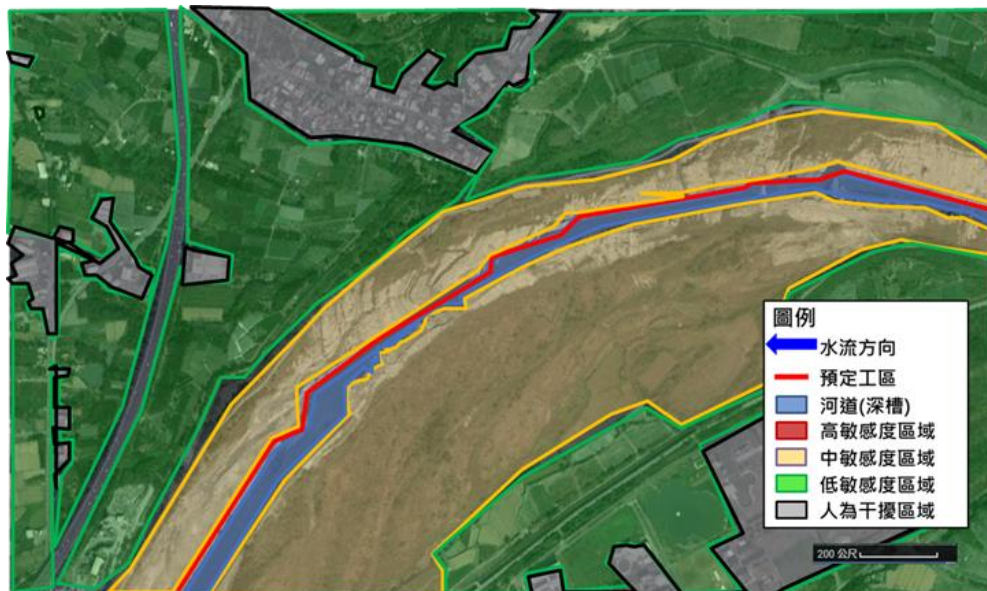 圖例
水流方向
預定工區
河道(深槽)
高敏感度區域
中敏感度區域
低敏感度區域
人為干擾區域
200 公尺